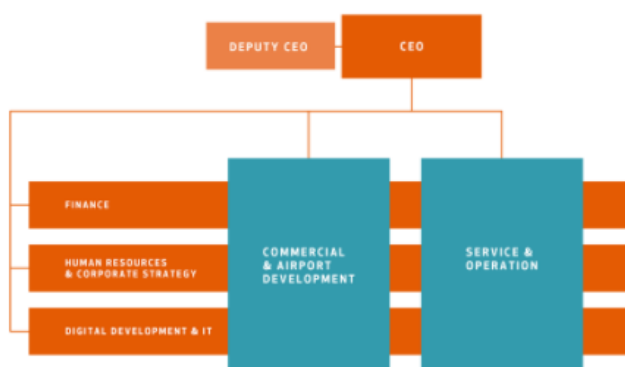 DEPUTY CEO
CEO
FINANCE
HUMAN RESOURCES
& CORPORATE STRATEGY
DIGITAL DEVELOPMENT & IT
COMMERCIAL
& AIRPORT
DEVELOPMENT
SERVICE &
OPERATION